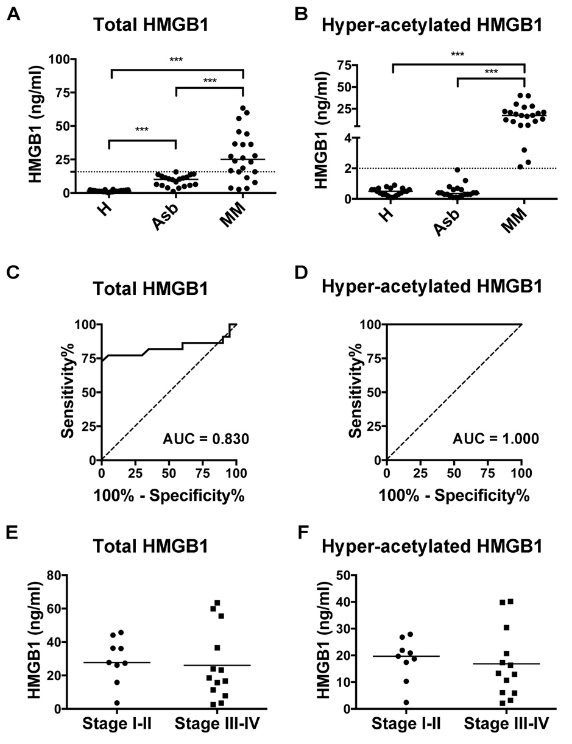 A
Total HMGB1
HMGB1 (ng/ml)
100
75
50
25
0
***
***
***
H
Asb
MM
B
Hyper-acetylated HMGB1
HMGB1 (ng/ml)
75
50
25
4
2
0
***
***
H
Asb
MM
C
Total HMGB1
Sensitivity%
100
75
50
25
0
AUC = 0.830
0 25 50 75 100
100% - Specificity%
D
Hyper-acetylated HMGB1
Sensitivity%
100
75
50
25
0
AUC = 1.000
0 25 50 75 100
100% - Specificity%
E
Total HMGB1
HMGB1 (ng/ml)
80
60
40
20
0
Stage I-II
Stage III-IV
F
Hyper-acetylated HMGB1
HMGB1 (ng/ml)
50
40
30
20
10
0
Stage I-II
Stage III-IV